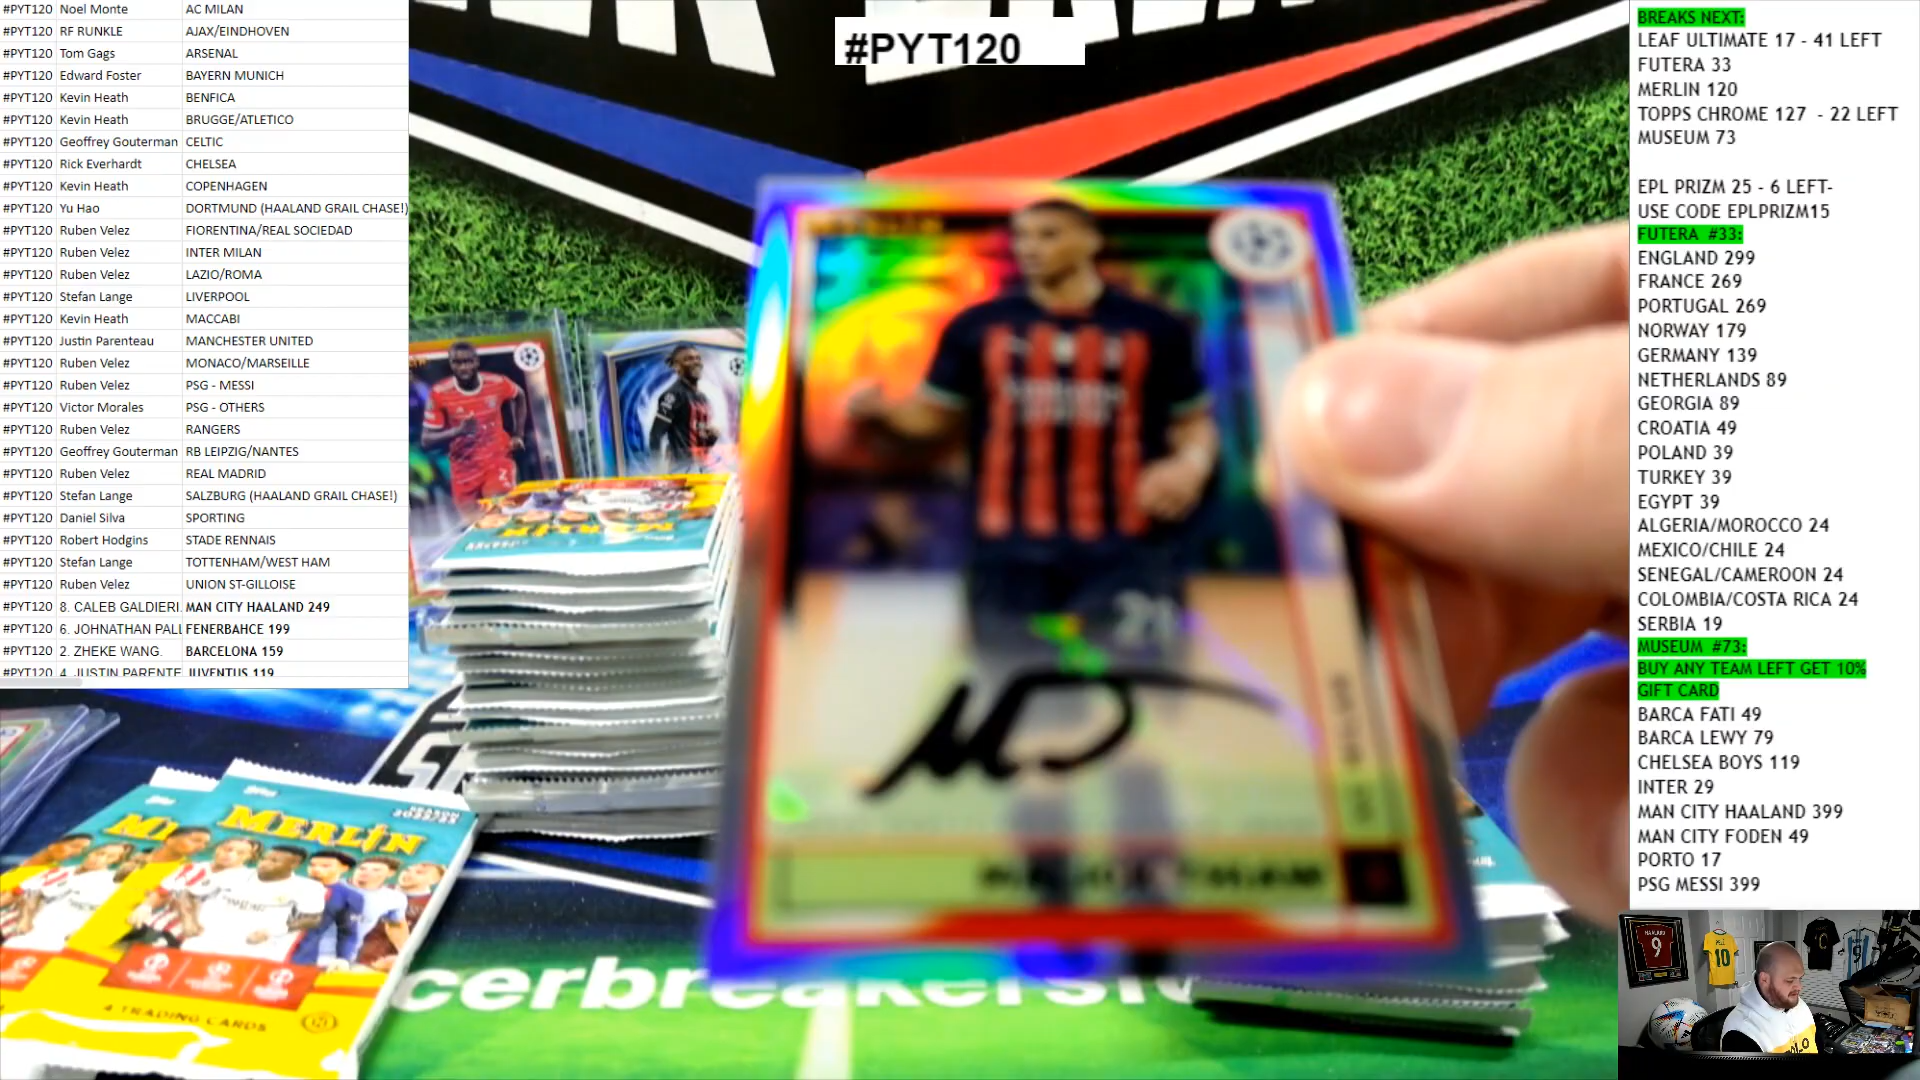 #PYT120 Noel Monte AC MILAN
#PYT120 RF RUNKLE AJAX/EINDHOVEN
#PYT120 Tom Gags ARSENAL
#PYT120 Edward Foster BAYERN MUNICH
#PYT120 Kevin Heath BENFICA
#PYT120 Kevin Heath BRUGGE/ATLETICO
#PYT120 Geoffrey Gouterman CELTIC
#PYT120 Rick Everhardt CHELSEA
#PYT120 Kevin Heath COPENHAGEN
#PYT120 Yu Hao DORTMUND (HAALAND GRAIL CHASE!)
#PYT120 Ruben Velez FIORENTINA/REAL SOCIEDAD
#PYT120 Ruben Velez INTER MILAN
#PYT120 Ruben Velez LAZIO/ROMA
#PYT120 Stefan Lange LIVERPOOL
#PYT120 Kevin Heath MACCABI
#PYT120 Justin Parenteau MANCHESTER UNITED
#PYT120 Ruben Velez MONACO/MARSEILLE
#PYT120 Ruben Velez PSG - MESSI
#PYT120 Victor Morales PSG - OTHERS
#PYT120 Ruben Velez RANGERS
#PYT120 Geoffrey Gouterman RB LEIPZIG/NANTES
#PYT120 Ruben Velez REAL MADRID
#PYT120 Stefan Lange SALZBURG (HAALAND GRAIL CHASE!)
#PYT120 Daniel Silva SPORTING
#PYT120 Robert Hodgins STADE RENNAIS
#PYT120 Stefan Lange TOTTENHAM/WEST HAM
#PYT120 Ruben Velez UNION ST-GILLOISE
#PYT120 8. CALEB GALDIERI. MAN CITY HAALAND 249
#PYT120 6. JOHNATHAN PALL FENERBAHCE 199
#PYT120 2. ZHEKE WANG. BARCELONA 159
#PYT120 4. JUSTIN PARENTE JUVENTUS 119
#PYT120
21
MERLIN
4 TRADING CARDS
BREAKS NEXT:
LEAF ULTIMATE 17 - 41 LEFT
FUTERA 33
MERLIN 120
TOPPS CHROME 127 - 22 LEFT
MUSEUM 73
EPL PRIZM 25 - 6 LEFT-
USE CODE EPLPRIZM15
FUTERA #33:
ENGLAND 299
FRANCE 269
PORTUGAL 269
NORWAY 179
GERMANY 139
NETHERLANDS 89
GEORGIA 89
CROATIA 49
POLAND 39
TURKEY 39
EGYPT 39
ALGERIA/MOROCCO 24
MEXICO/CHILE 24
SENEGAL/CAMEROON 24
COLOMBIA/COSTA RICA 24
SERBIA 19
MUSEUM #73:
BUY ANY TEAM LEFT GET 10%
GIFT CARD
BARCA FATI 49
BARCA LEWY 79
CHELSEA BOYS 119
INTER 29
MAN CITY HAALAND 399
MAN CITY FODEN 49
PORTO 17
PSG MESSI 399
HAALAND
9
10